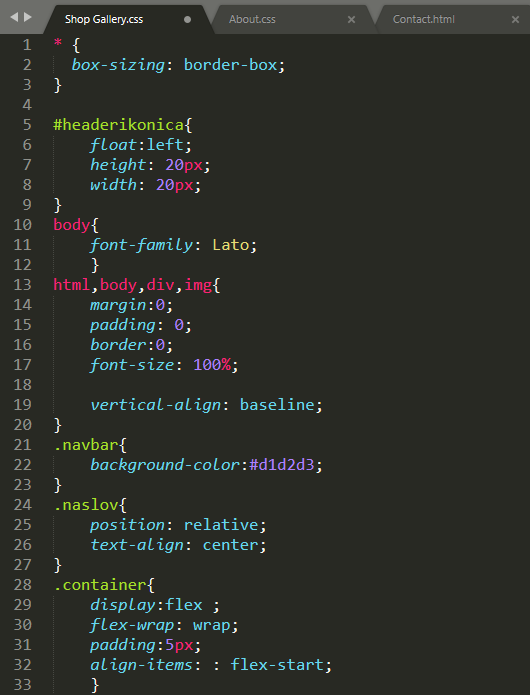 Shop Gallery.css About.css Contact.html
1 * {
2   box-sizing: border-box;
3 }
4
5 #headerikonica{
6     float:left;
7     height: 20px;
8     width: 20px;
9 }
10 body{
11     font-family: Lato;
12     }
13 html,body,div,img{
14     margin:0;
15     padding: 0;
16     border:0;
17     font-size: 100%;
18
19     vertical-align: baseline;
20 }
21 .navbar{
22     background-color:#d1d2d3;
23 }
24 .naslov{
25     position: relative;
26     text-align: center;
27 }
28 .container{
29     display:flex ;
30     flex-wrap: wrap;
31     padding:5px;
32     align-items: : flex-start;
33     }